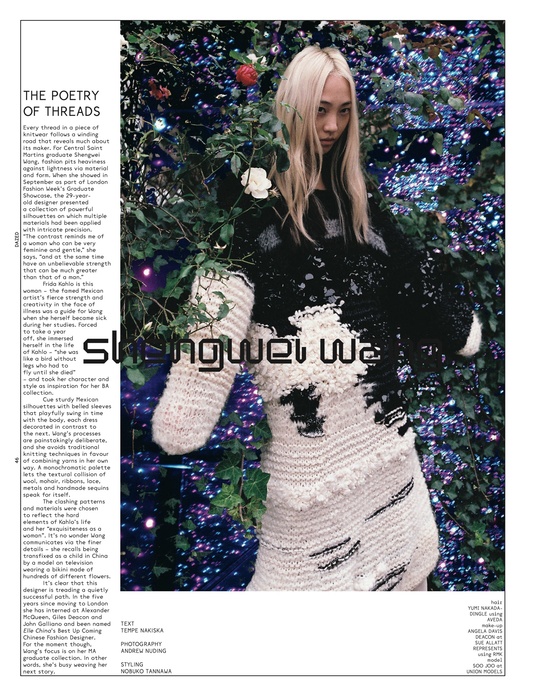 THE POETRY
OF THREADS
Every thread in a piece of
knitwear follows a winding
road that reveals much about
its maker. For Central Saint
Martins graduate Shengwei
Wang, fashion pits heaviness
against lightness via material
and form. When she showed in
September as part of London
Fashion Week's Graduate
Showcase, the 29-year-
old designer presented
a collection of powerful
silhouettes on which multiple
materials had been applied
with intricate precision.
"The contrast reminds me of
a woman who can be very
feminine and gentle," she
says, "and at the same time
have an unbelievable strength
that can be much greater
than that of a man."
Frida Kahlo is this
woman – the famed Mexican
artist's fierce strength and
creativity in the face of
illness was a guide for Wang
when she herself became sick
during her studies. Forced
to take a year
off, she immersed
herself in the life
of Kahlo – "she was
like a bird without
legs who had to
fly until she died"
– and took her character and
style as inspiration for her BA
collection.
Cue sturdy Mexican
silhouettes with belled sleeves
that playfully swing in time
with the body, each dress
decorated in contrast to
the next. Wang's processes
are painstakingly deliberate,
and she avoids traditional
knitting techniques in favour
of combining yarns in her own
way. A monochromatic palette
lets the textural collision of
wool, mohair, ribbons, lace,
metals and handmade sequins
speak for itself.
The clashing patterns
and materials were chosen
to reflect the hard
elements of Kahlo's life
and her "exquisiteness as a
woman". It's no wonder Wang
communicates via the finer
details – she recalls being
transfixed as a child in China
by a model on television
wearing a bikini made of
hundreds of different flowers.
It's clear that this
designer is treading a quietly
successful path. In the five
years since moving to London
she has interned at Alexander
McQueen, Giles Deacon and
John Galliano and been named
Elle China's Best Up Coming
Chinese Fashion Designer.
For the moment though,
Wang's focus is on her MA
graduate collection. In other
words, she's busy weaving her
next story.
DAZED
shengwei wa
TEXT
TEMPE NAKISKA
PHOTOGRAPHY
ANDREW NUDING
STYLING
NOBUKO TANNAWA
hair
YUMI NAKADA-
DINGLE using
AVEDA
make-up
ANGELA DAVIS
DEACON at
SUE ALLATT
REPRESENTS
using RMK
model
SOO JOO at
UNION MODELS